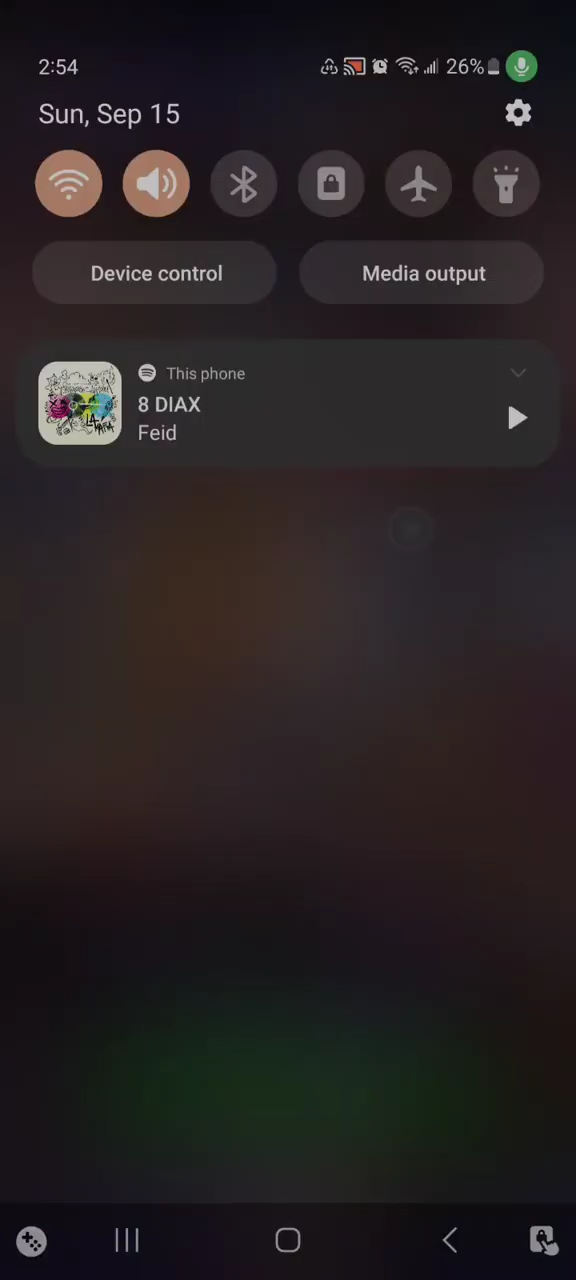 2:54
26%
Sun, Sep 15
Device control
Media output
This phone
8 DIAX
Feid